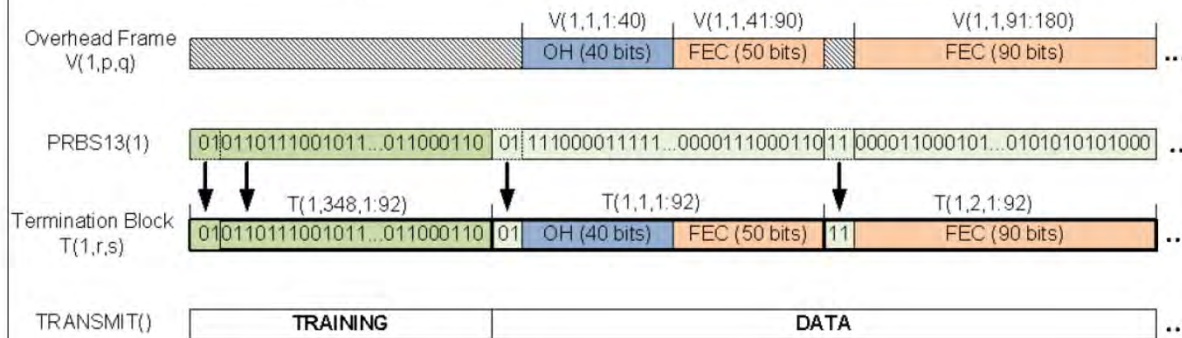 V(1,1,1:40) V(1,1,41:90) V(1,1,91:180)
Overhead Frame
V(1,p,q)
OH (40 bits) FEC (50 bits) FEC (90 bits) ...
PRBS13(1) 01 0110111001011...011000110 01 111000011111...0000111000110 11 000011000101...0101010101000 ...
T(1,348,1:92) T(1,1,1:92) T(1,2,1:92)
Termination Block
T(1,r,s)
01 0110111001011...011000110 01 OH (40 bits) FEC (50 bits) 11 FEC (90 bits) ...
TRANSMIT() TRAINING DATA ...